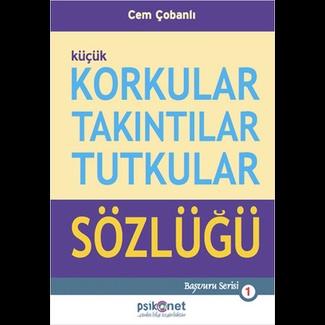 Cem Çobanlı
küçük
KORKULAR
TAKINTILAR
TUTKULAR
SÖZLÜĞÜ
Başvuru Serisi 1
psikonet